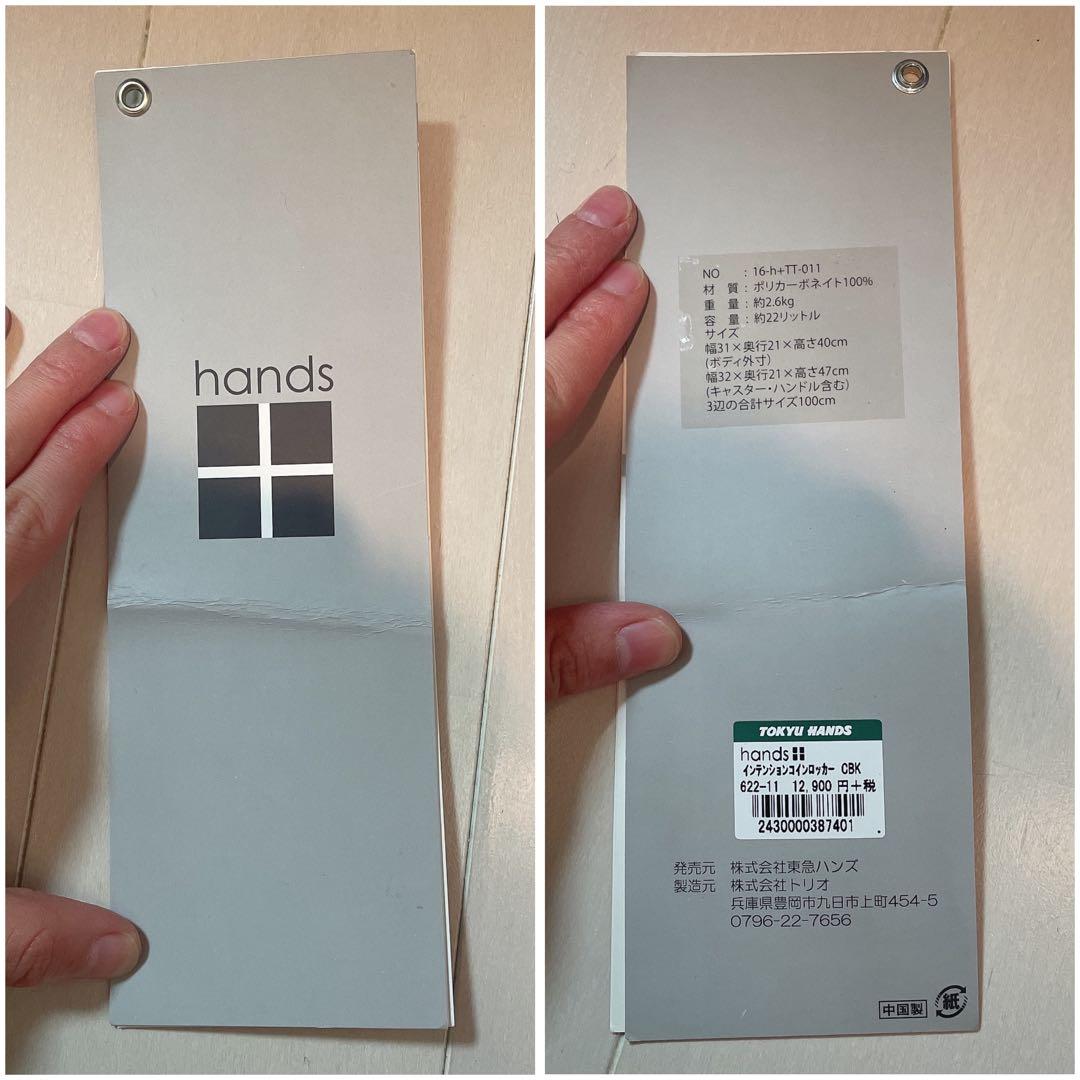 hands
NO : 16-h+TT-011
材 質 : ポリカーボネイト100%
重 量 : 約2.6kg
容 量 : 約22リットル
サイズ
幅31×奥行21×高さ40cm
(ボディ外寸)
幅32×奥行21×高さ47cm
(キャスター・ハンドル含む)
3辺の合計サイズ100cm
TOKYU HANDS
hands
インテンションコインロッカー CBK
622-11 12,900 円+税
2430000387401
発売元 株式会社東急ハンズ
製造元 株式会社トリオ
兵庫県豊岡市九日市上町454-5
0796-22-7656
中国製 紙